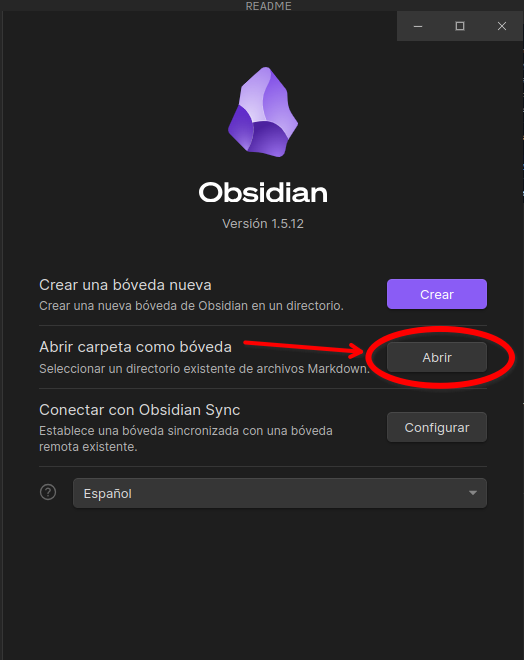 README
Obsidian
Versión 1.5.12
Crear una bóveda nueva
Crear una nueva bóveda de Obsidian en un directorio.
Crear
Abrir carpeta como bóveda
Seleccionar un directorio existente de archivos Markdown.
Abrir
Conectar con Obsidian Sync
Establece una bóveda sincronizada con una bóveda
remota existente.
Configurar
?
Español